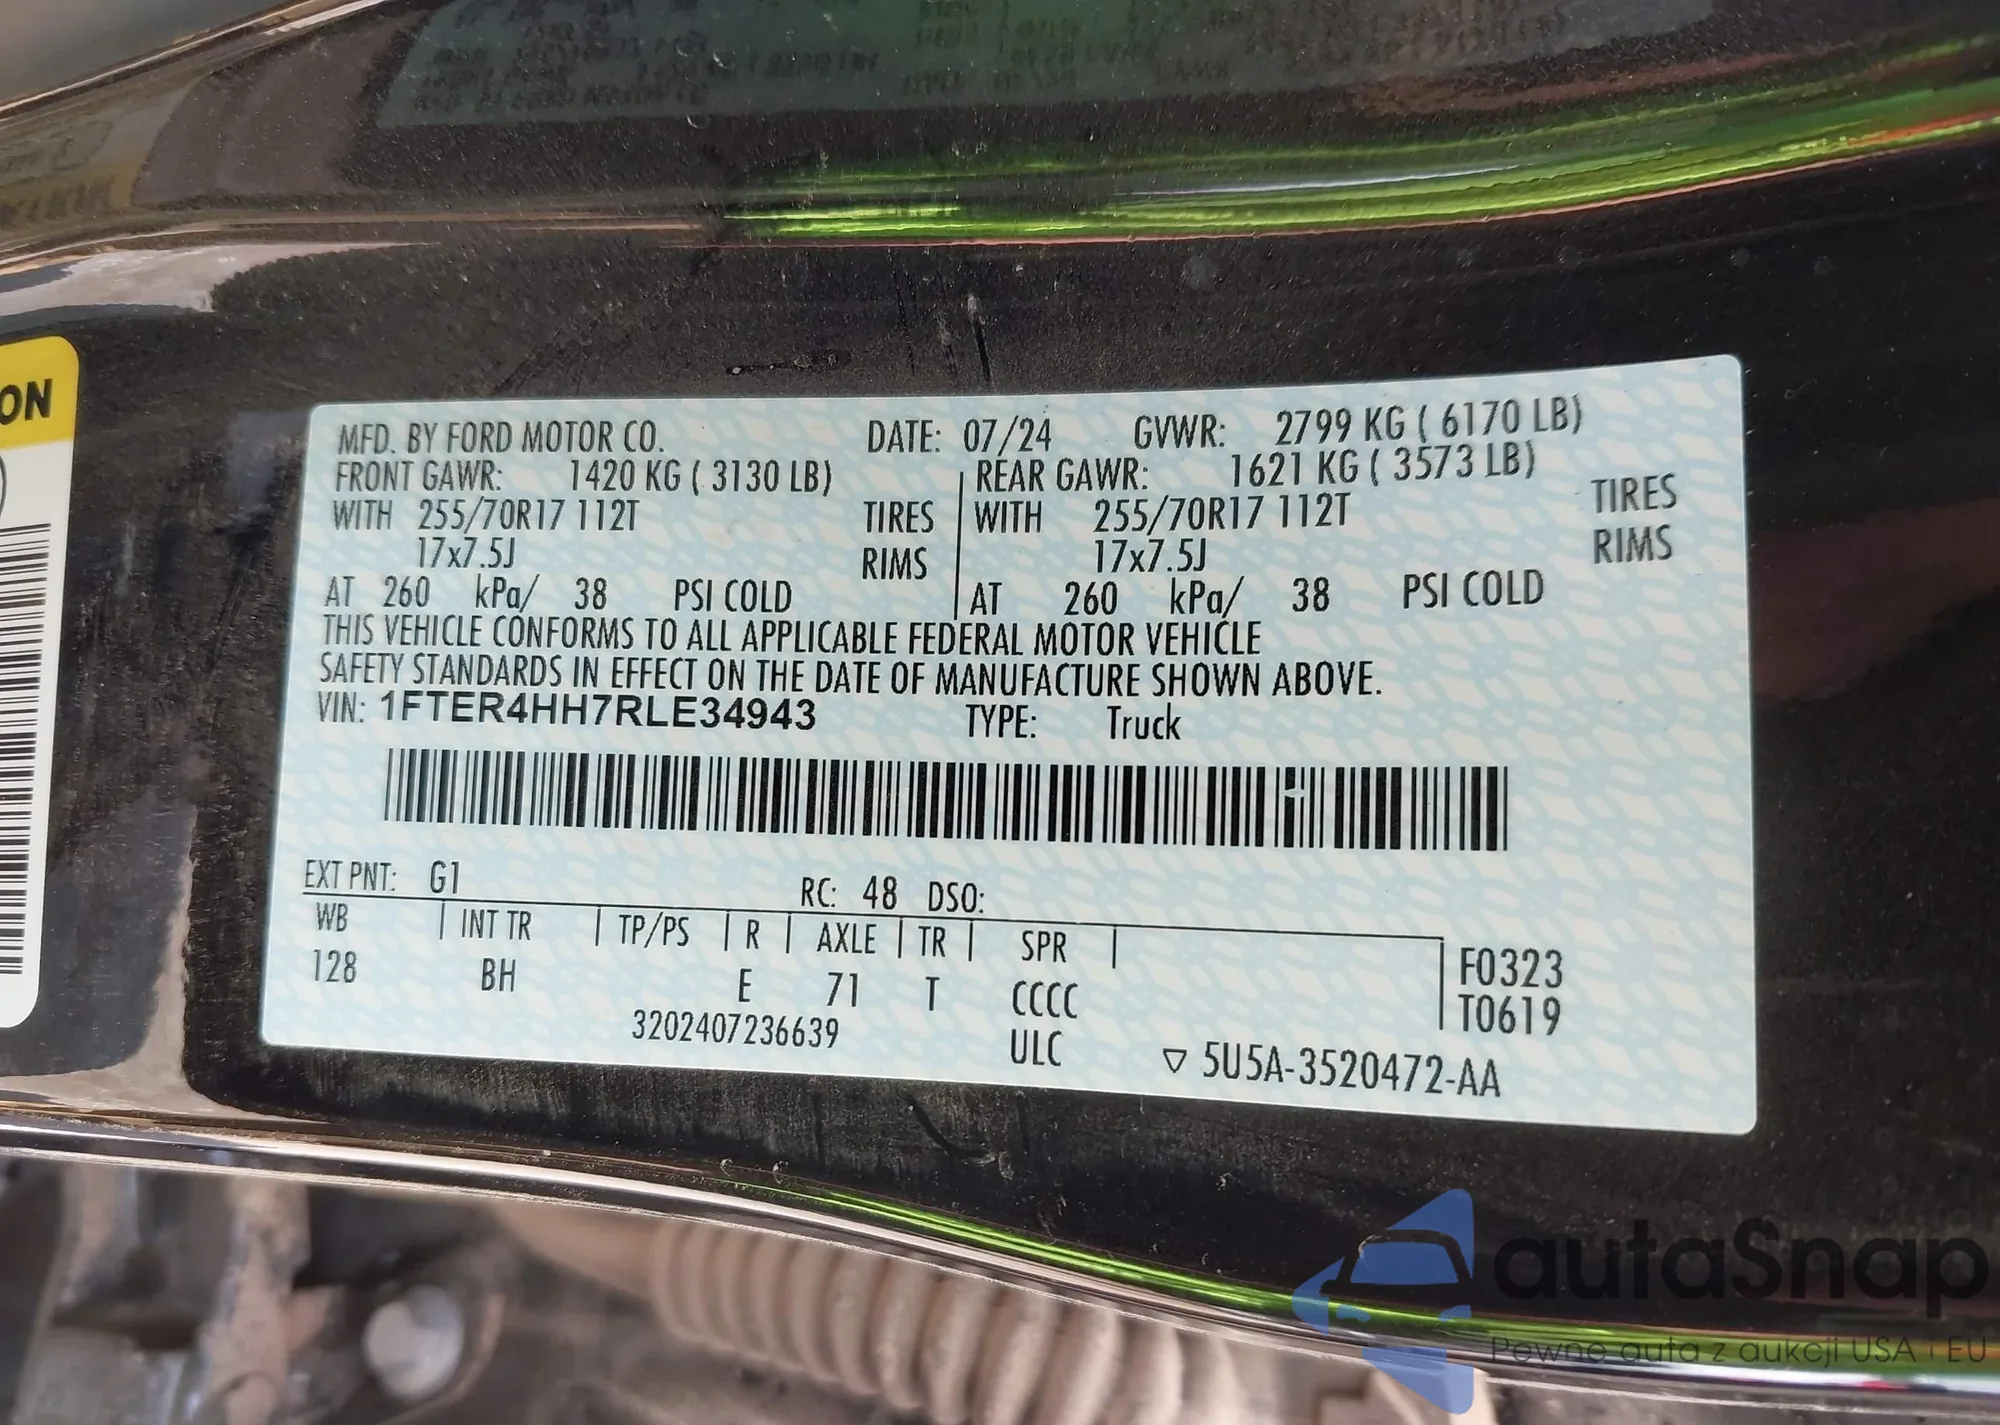 ON
MFD. BY FORD MOTOR CO. DATE: 07/24 GVWR: 2799 KG ( 6170 LB)
FRONT GAWR: 1420 KG ( 3130 LB) REAR GAWR: 1621 KG ( 3573 LB)
WITH 255/70R17 112T TIRES WITH 255/70R17 112T TIRES
17x7.5J RIMS 17x7.5J RIMS
AT 260 kPa/ 38 PSI COLD AT 260 kPa/ 38 PSI COLD
THIS VEHICLE CONFORMS TO ALL APPLICABLE FEDERAL MOTOR VEHICLE
SAFETY STANDARDS IN EFFECT ON THE DATE OF MANUFACTURE SHOWN ABOVE.
VIN: 1FTER4HH7RLE34943 TYPE: Truck
EXT PNT: G1 RC: 48 DSO:
WB INT TR TP/PS R AXLE TR SPR F0323
128 BH E 71 T CCCC T0619
3202407236639 ULC ▽ 5U5A-3520472-AA
autaSnap
Pewne auta z aukcji USA i EU